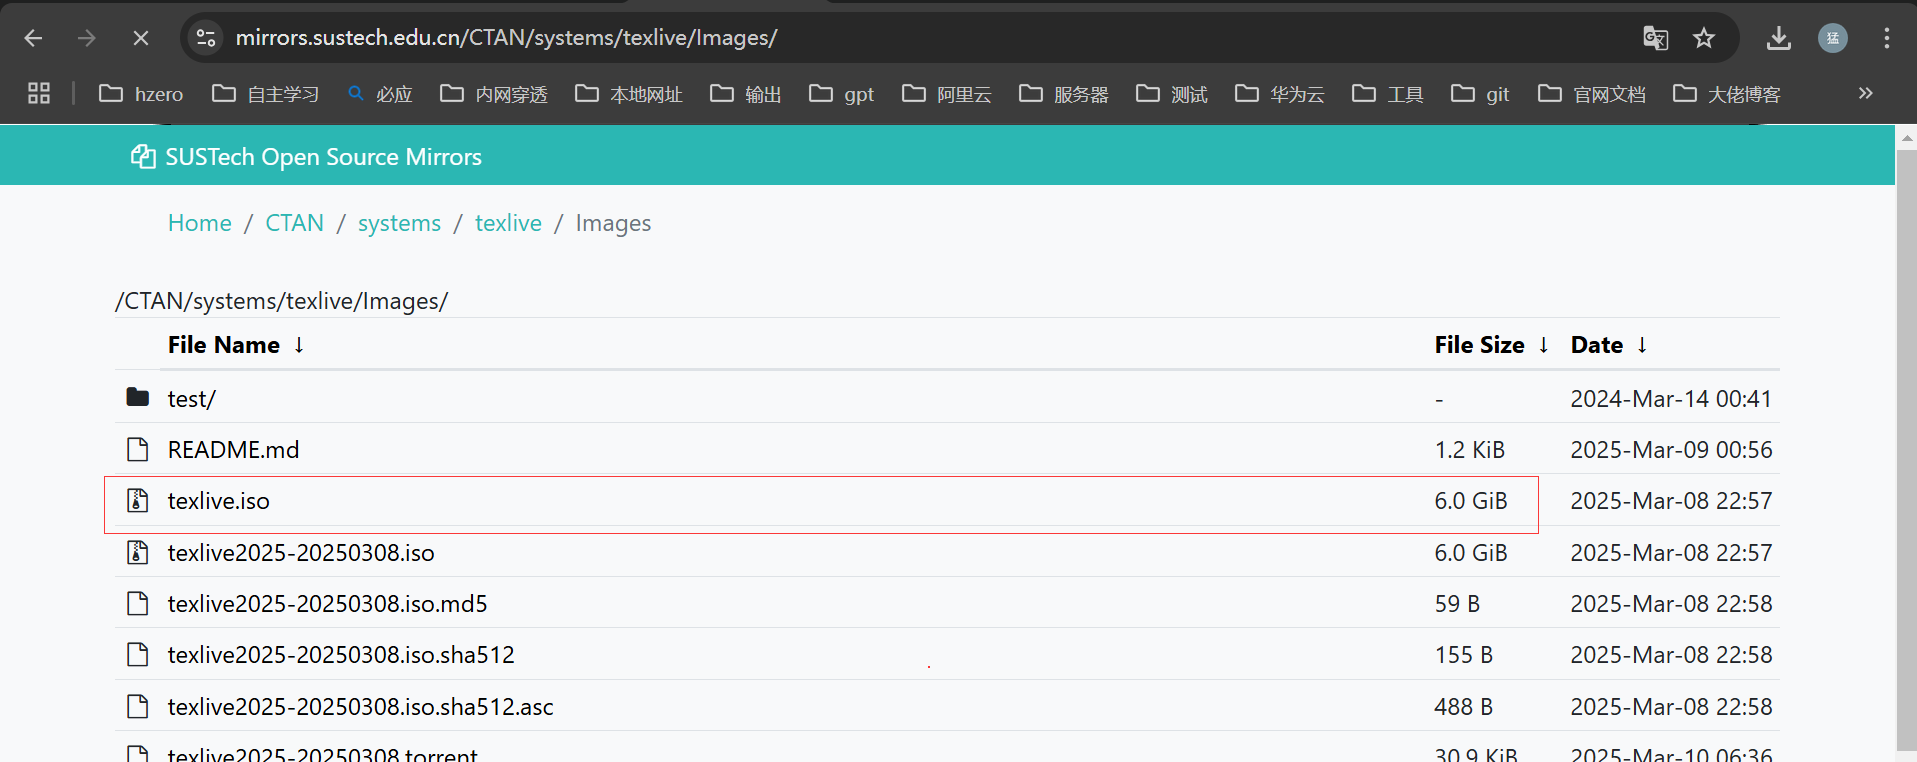 mirrors.sustech.edu.cn/CTAN/systems/texlive/Images/ 猛
hzero 自主学习 必应 内网穿透 本地网址 输出 gpt 阿里云 服务器 测试 华为云 工具 git 官网文档 大佬博客 »
SUSTech Open Source Mirrors
Home / CTAN / systems / texlive / Images
/CTAN/systems/texlive/Images/
File Name ↓ File Size ↓ Date ↓
test/ - 2024-Mar-14 00:41
README.md 1.2 KiB 2025-Mar-09 00:56
texlive.iso 6.0 GiB 2025-Mar-08 22:57
texlive2025-20250308.iso 6.0 GiB 2025-Mar-08 22:57
texlive2025-20250308.iso.md5 59 B 2025-Mar-08 22:58
texlive2025-20250308.iso.sha512 155 B 2025-Mar-08 22:58
texlive2025-20250308.iso.sha512.asc 488 B 2025-Mar-08 22:58
texlive2025-20250308.torrent 30.9 KiB 2025-Mar-10 06:36